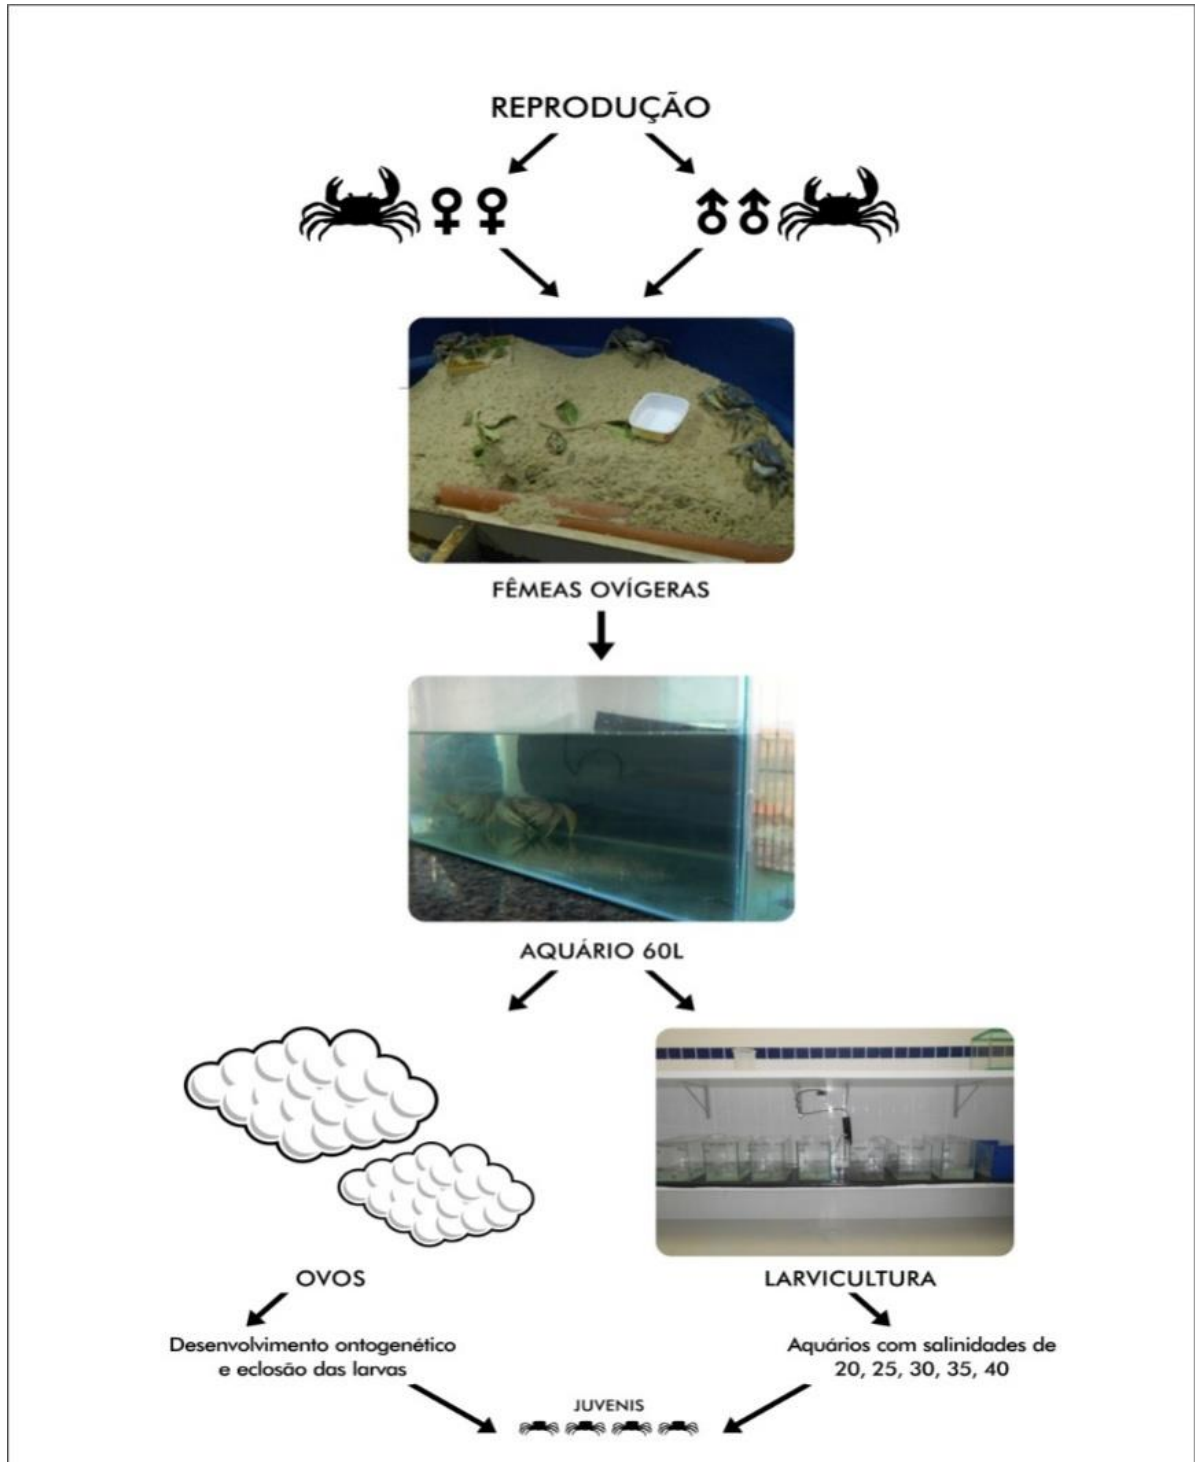 REPRODUÇÃO
FÊMEAS OVÍGERAS
AQUÁRIO 60L
OVOS
LARVICULTURA
Desenvolvimento ontogenético
e eclosão das larvas
Aquários com salinidades de
20, 25, 30, 35, 40
JUVENIS